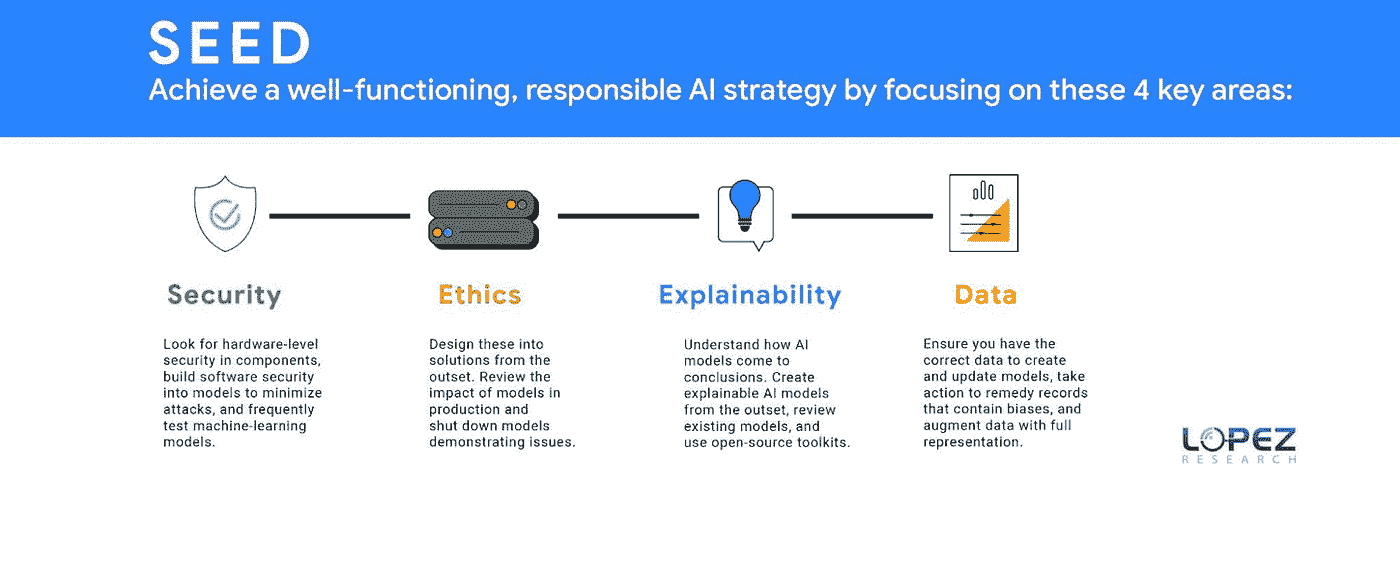 SEED
Achieve a well-functioning, responsible AI strategy by focusing on these 4 key areas:
Security
Look for hardware-level
security in components,
build software security
into models to minimize
attacks, and frequently
test machine-learning
models.
Ethics
Design these into
solutions from the
outset. Review the
impact of models in
production and
shut down models
demonstrating issues.
Explainability
Understand how AI
models come to
conclusions. Create
explainable AI models
from the outset, review
existing models, and
use open-source toolkits.
Data
Ensure you have the
correct data to create
and update models, take
action to remedy records
that contain biases, and
augment data with full
representation.
LOPEZ
RESEARCH